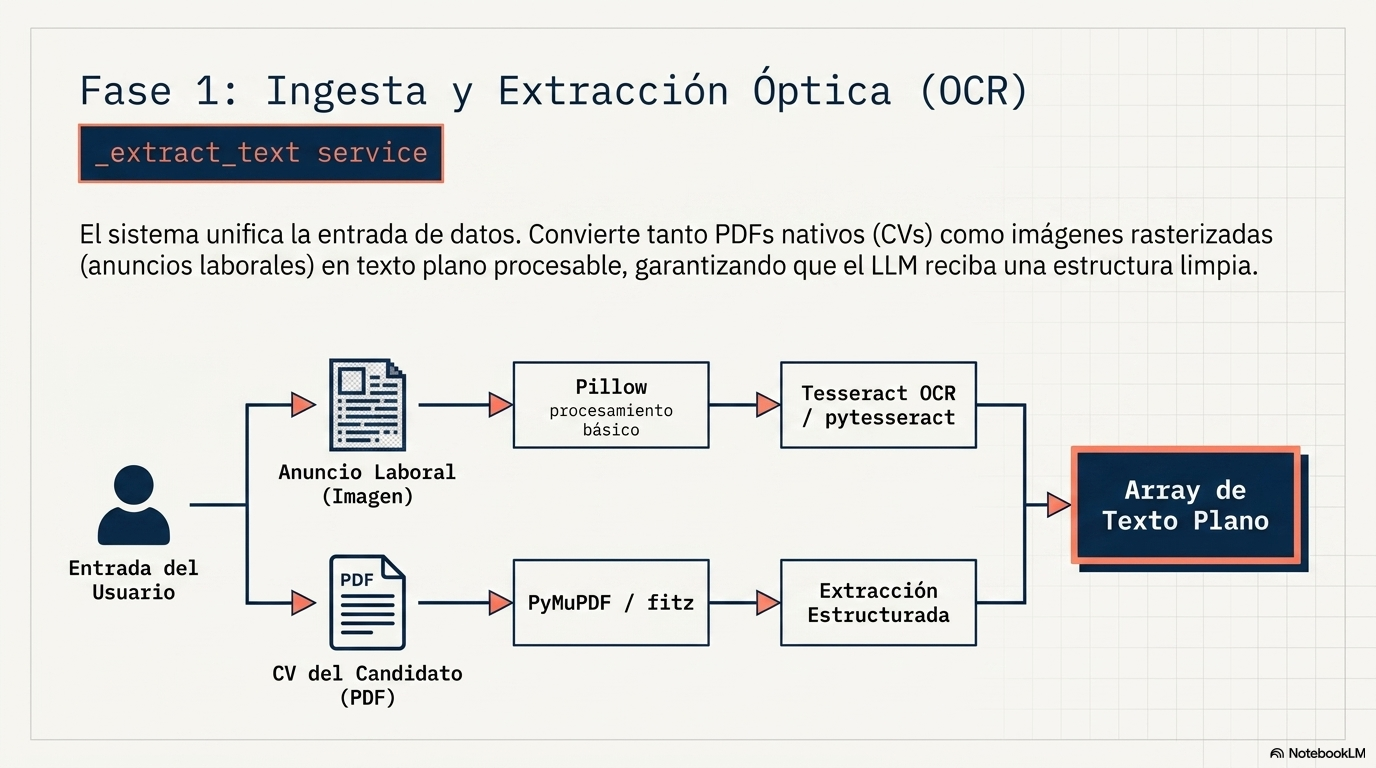 Fase 1: Ingesta y Extracción Óptica (OCR)
_extract_text service
El sistema unifica la entrada de datos. Convierte tanto PDFs nativos (CVs) como imágenes rasterizadas
(anuncios laborales) en texto plano procesable, garantizando que el LLM reciba una estructura limpia.
Entrada del
Usuario
Anuncio Laboral
(Imagen)
Pillow
procesamiento
básico
Tesseract OCR
/ pytesseract
PDF
CV del Candidato
(PDF)
PyMuPDF / fitz
Extracción
Estructurada
Array de
Texto Plano
NotebookLM